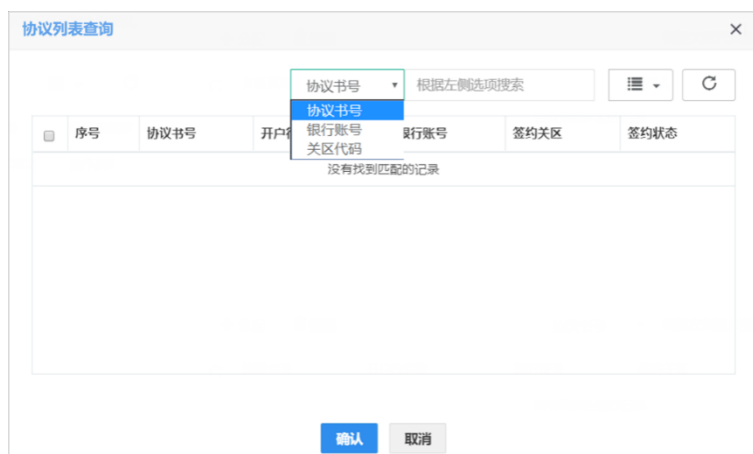 协议列表查询
×
协议书号 根据左侧选项搜索
协议书号
银行账号
关区代码
序号 协议书号 开户 银行账号 签约关区 签约状态
没有找到匹配的记录
确认 取消